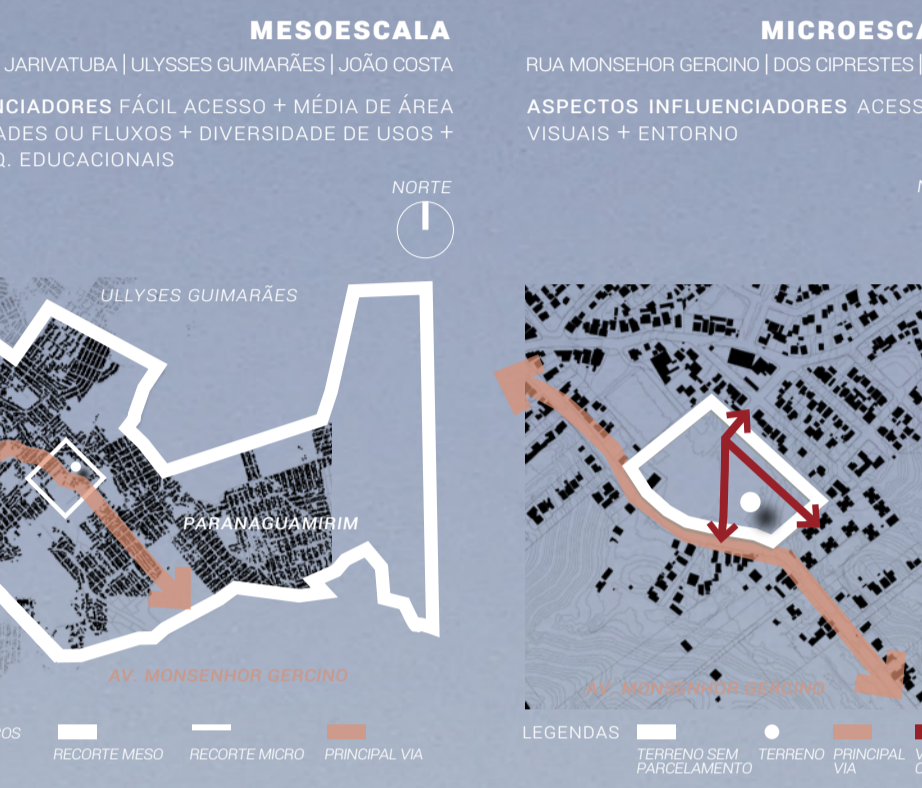 MESOESCALA
JARIVATUBA | ULYSSES GUIMARÃES | JOÃO COSTA
NCIADORES FÁCIL ACESSO + MÉDIA DE ÁREA
ADES OU FLUXOS + DIVERSIDADE DE USOS +
Q. EDUCACIONAIS
NORTE
ULLYSES GUIMARÃES
PARANAGUAMIRIM
AV. MONSENHOR GERCINO
OS
RECORTE MESO
RECORTE MICRO
PRINCIPAL VIA
MICROESCA
RUA MONSEHOR GERCINO | DOS CIPRESTES |
ASPECTOS INFLUENCIADORES ACESS
VISUAIS + ENTORNO
N
AV. MONSENHOR GERCINO
LEGENDAS
TERRENO SEM
PARCELAMENTO
TERRENO
PRINCIPAL
VIA